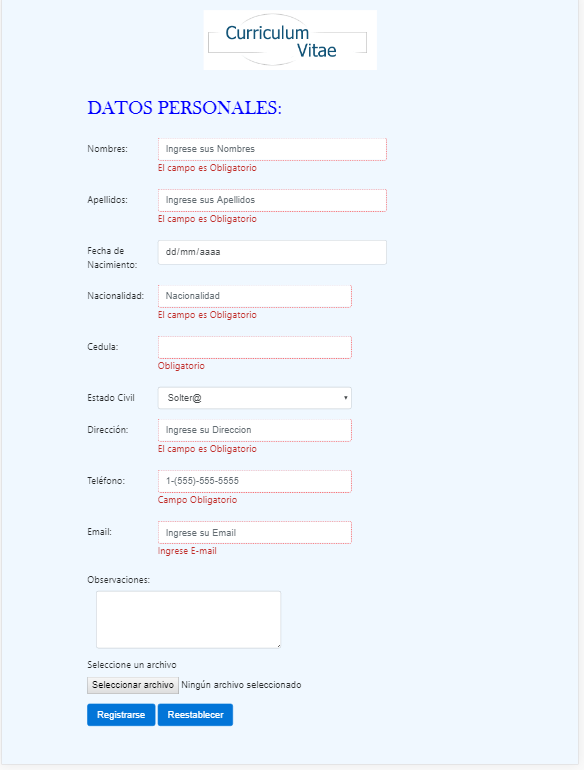 Curriculum
Vitae
DATOS PERSONALES:
Nombres:
Ingrese sus Nombres
El campo es Obligatorio
Apellidos:
Ingrese sus Apellidos
El campo es Obligatorio
Fecha de
Nacimiento:
dd/mm/aaaa
Nacionalidad:
Nacionalidad
El campo es Obligatorio
Cedula:
Obligatorio
Estado Civil
Solter@
Dirección:
Ingrese su Direccion
El campo es Obligatorio
Teléfono:
1-(555)-555-5555
Campo Obligatorio
Email:
Ingrese su Email
Ingrese E-mail
Observaciones:
Seleccione un archivo
Seleccionar archivo Ningún archivo seleccionado
Registrarse Reestablecer